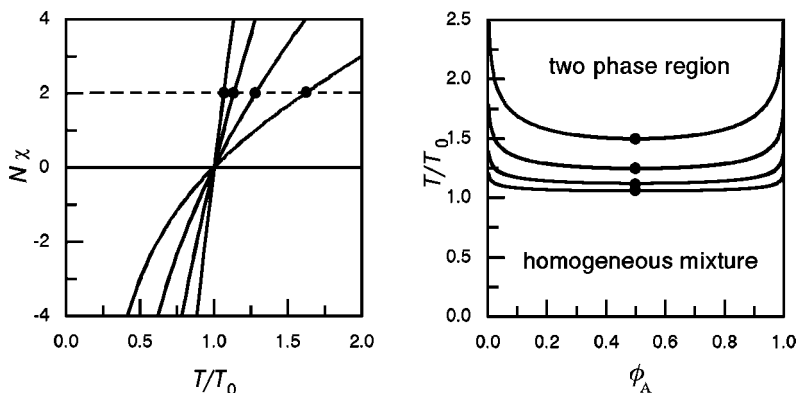 4
2
0
-2
-4
N χ
0.0 0.5 1.0 1.5 2.0
T/T0
2.5
2.0
1.5
1.0
0.5
0.0
T/T0
two phase region
homogeneous mixture
0.0 0.2 0.4 0.6 0.8 1.0
ϕA